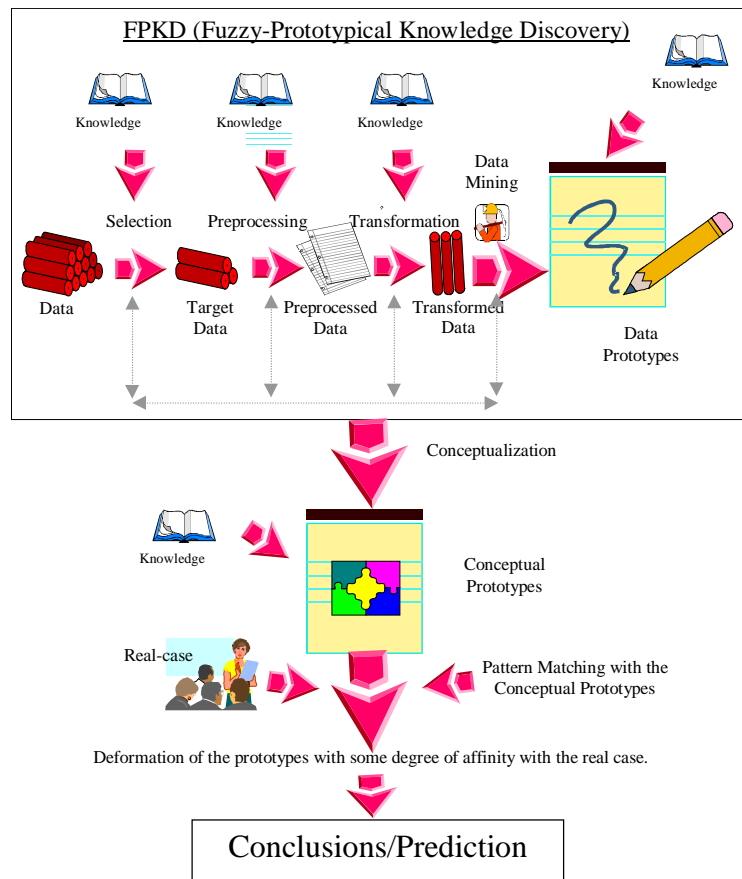 FPKD (Fuzzy-Prototypical Knowledge Discovery)
Knowledge
Knowledge
Knowledge
Knowledge
Selection
Preprocessing
Transformation
Data
Mining
Data
Target
Data
Preprocessed
Data
Transformed
Data
Data
Prototypes
Conceptualization
Knowledge
Conceptual
Prototypes
Real-case
Pattern Matching with the
Conceptual Prototypes
Deformation of the prototypes with some degree of affinity with the real case.
Conclusions/Prediction